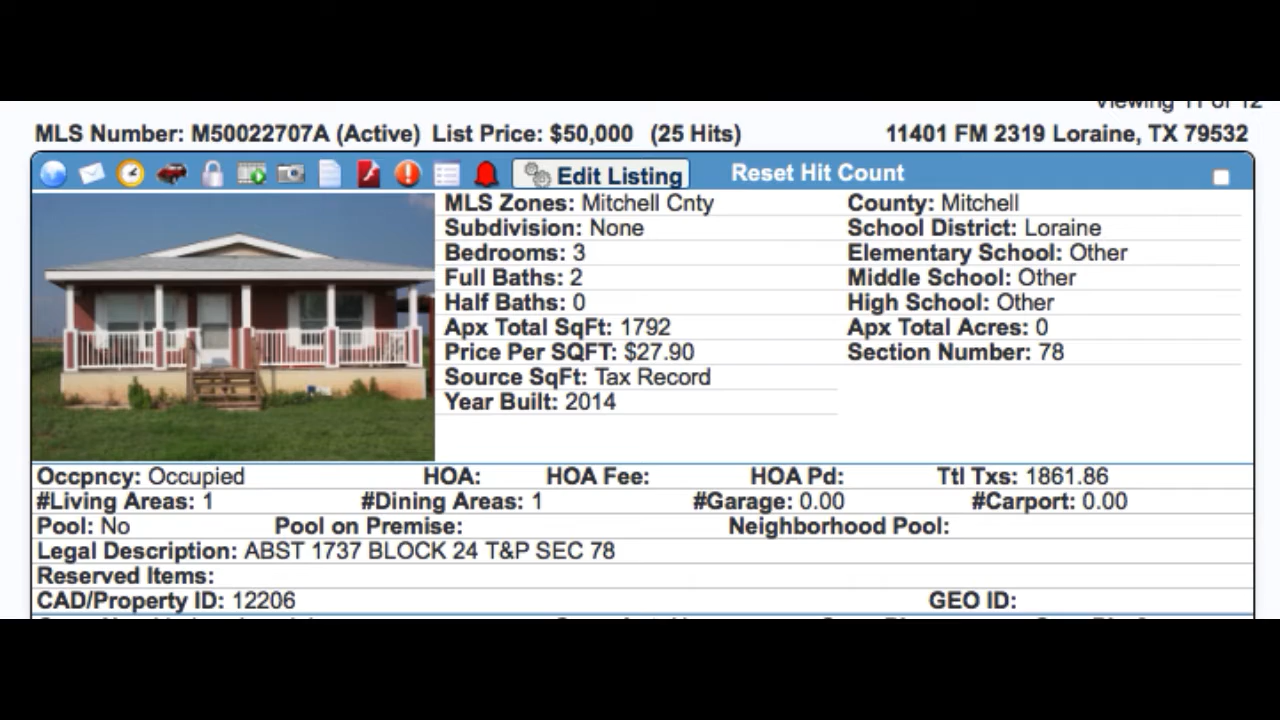 Viewing 11 of 12
MLS Number: M50022707A (Active) List Price: $50,000 (25 Hits) 11401 FM 2319 Loraine, TX 79532
Edit Listing Reset Hit Count
MLS Zones: Mitchell Cnty County: Mitchell
Subdivision: None School District: Loraine
Bedrooms: 3 Elementary School: Other
Full Baths: 2 Middle School: Other
Half Baths: 0 High School: Other
Apx Total SqFt: 1792 Apx Total Acres: 0
Price Per SQFT: $27.90 Section Number: 78
Source SqFt: Tax Record
Year Built: 2014
Occpncy: Occupied HOA: HOA Fee: HOA Pd: Ttl Txs: 1861.86
#Living Areas: 1 #Dining Areas: 1 #Garage: 0.00 #Carport: 0.00
Pool: No Pool on Premise: Neighborhood Pool:
Legal Description: ABST 1737 BLOCK 24 T&P SEC 78
Reserved Items:
CAD/Property ID: 12206 GEO ID: